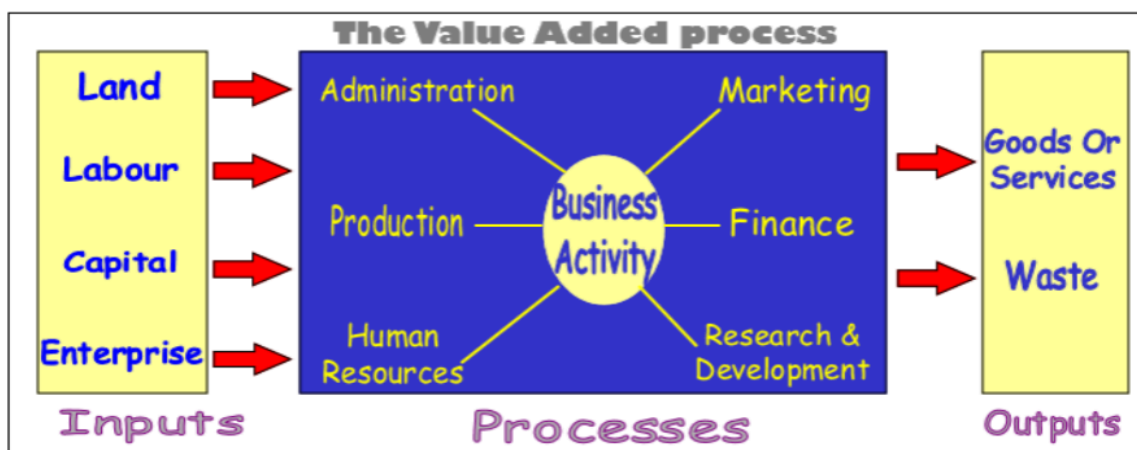 The Value Added process
Land
Labour
Capital
Enterprise
Inputs
Administration
Marketing
Production
Business
Activity
Finance
Human
Resources
Research &
Development
Processes
Goods Or
Services
Waste
Outputs